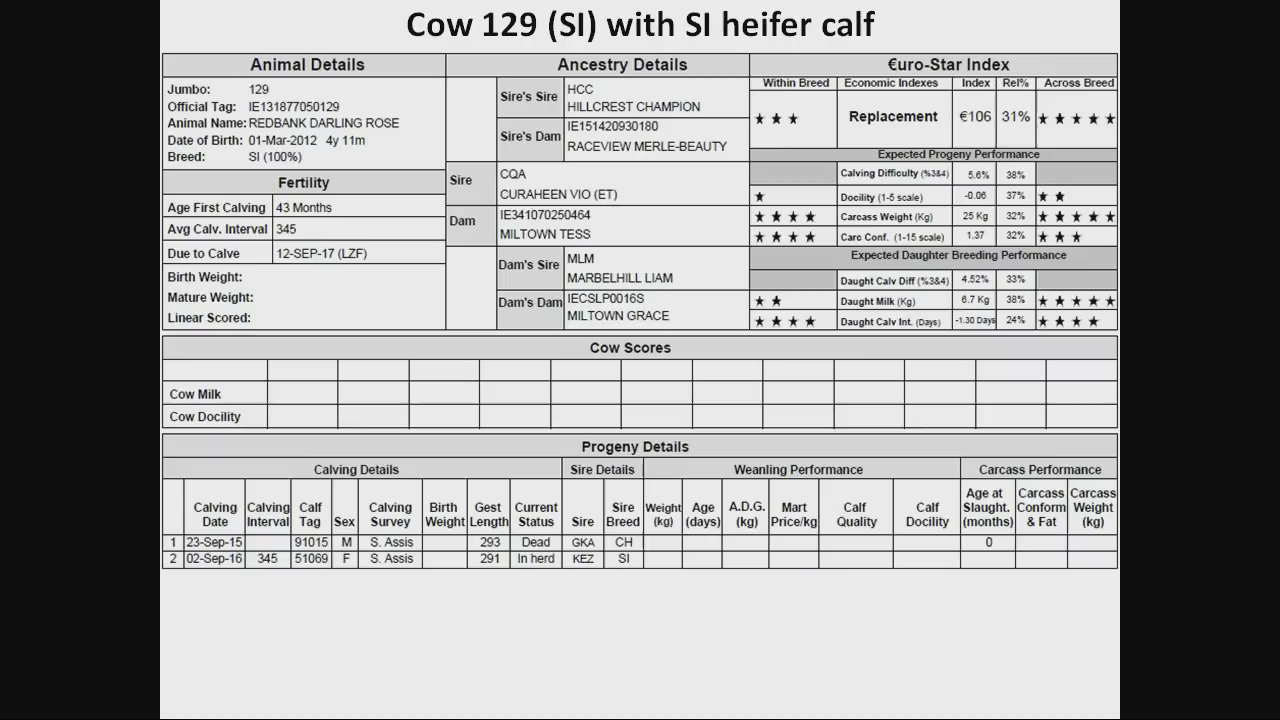 Cow 129 (SI) with SI heifer calf
Animal Details
Jumbo: 129
Official Tag: IE131877050129
Animal Name: REDBANK DARLING ROSE
Date of Birth: 01-Mar-2012 4y 11m
Breed: SI (100%)
Fertility
Age First Calving 43 Months
Avg Calv. Interval 345
Due to Calve 12-SEP-17 (LZF)
Birth Weight:
Mature Weight:
Linear Scored:
Ancestry Details
Sire's Sire HCC
HILLCREST CHAMPION
Sire's Dam IE151420930180
RACEVIEW MERLE-BEAUTY
Sire CQA
CURAHEEN VIO (ET)
Dam IE341070250464
MILTOWN TESS
Dam's Sire MLM
MARBELHILL LIAM
Dam's Dam IECSLP0016S
MILTOWN GRACE
€uro-Star Index
Within Breed Economic Indexes Index Rel% Across Breed
★ ★ ★ Replacement €106 31% ★ ★ ★ ★ ★
Expected Progeny Performance
Calving Difficulty (%3&4) 5.6% 38%
★ Docility (1-5 scale) -0.06 37% ★ ★
★ ★ ★ ★ Carcass Weight (Kg) 25 Kg 32% ★ ★ ★ ★ ★
★ ★ ★ ★ Carc Conf. (1-15 scale) 1.37 32% ★ ★ ★
Expected Daughter Breeding Performance
Daught Calv Diff (%3&4) 4.52% 33%
★ ★ Daught Milk (Kg) 6.7 Kg 38% ★ ★ ★ ★ ★
★ ★ ★ ★ Daught Calv Int. (Days) -1.30 Days 24% ★ ★ ★ ★
Cow Scores
Cow Milk
Cow Docility
Progeny Details
Calving Details Sire Details Weanling Performance Carcass Performance
Calving Date Calving Interval Calf Tag Sex Calving Survey Birth Weight Gest Length Current Status Sire Sire Breed Weight (kg) Age (days) A.D.G. (kg) Mart Price/kg Calf Quality Calf Docility Age at Slaught. (months) Carcass Conform & Fat Carcass Weight (kg)
1 23-Sep-15 91015 M S. Assis 293 Dead GKA CH 0
2 02-Sep-16 345 51069 F S. Assis 291 In herd KEZ SI